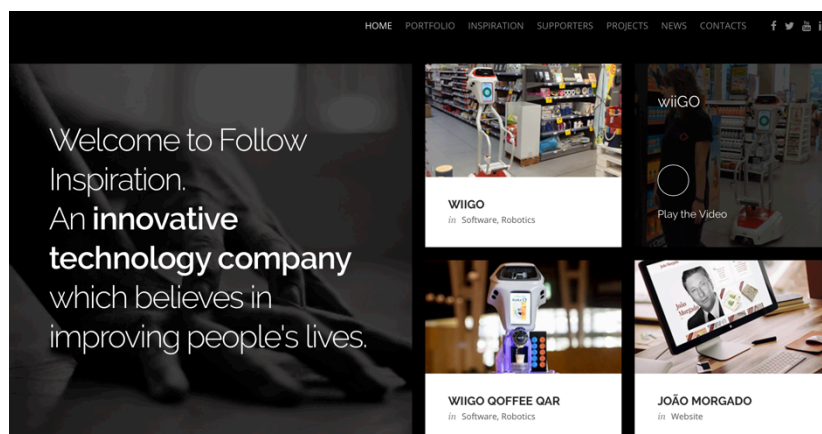 HOME PORTFOLIO INSPIRATION SUPPORTERS PROJECTS NEWS CONTACTS
Welcome to Follow
Inspiration.
An innovative
technology company
which believes in
improving people's lives.
WIIGO
in Software, Robotics
wiiGO
Play the Video
WIIGO QOFFEE QAR
in Software, Robotics
João
Morgado
JOÃO MORGADO
in Website